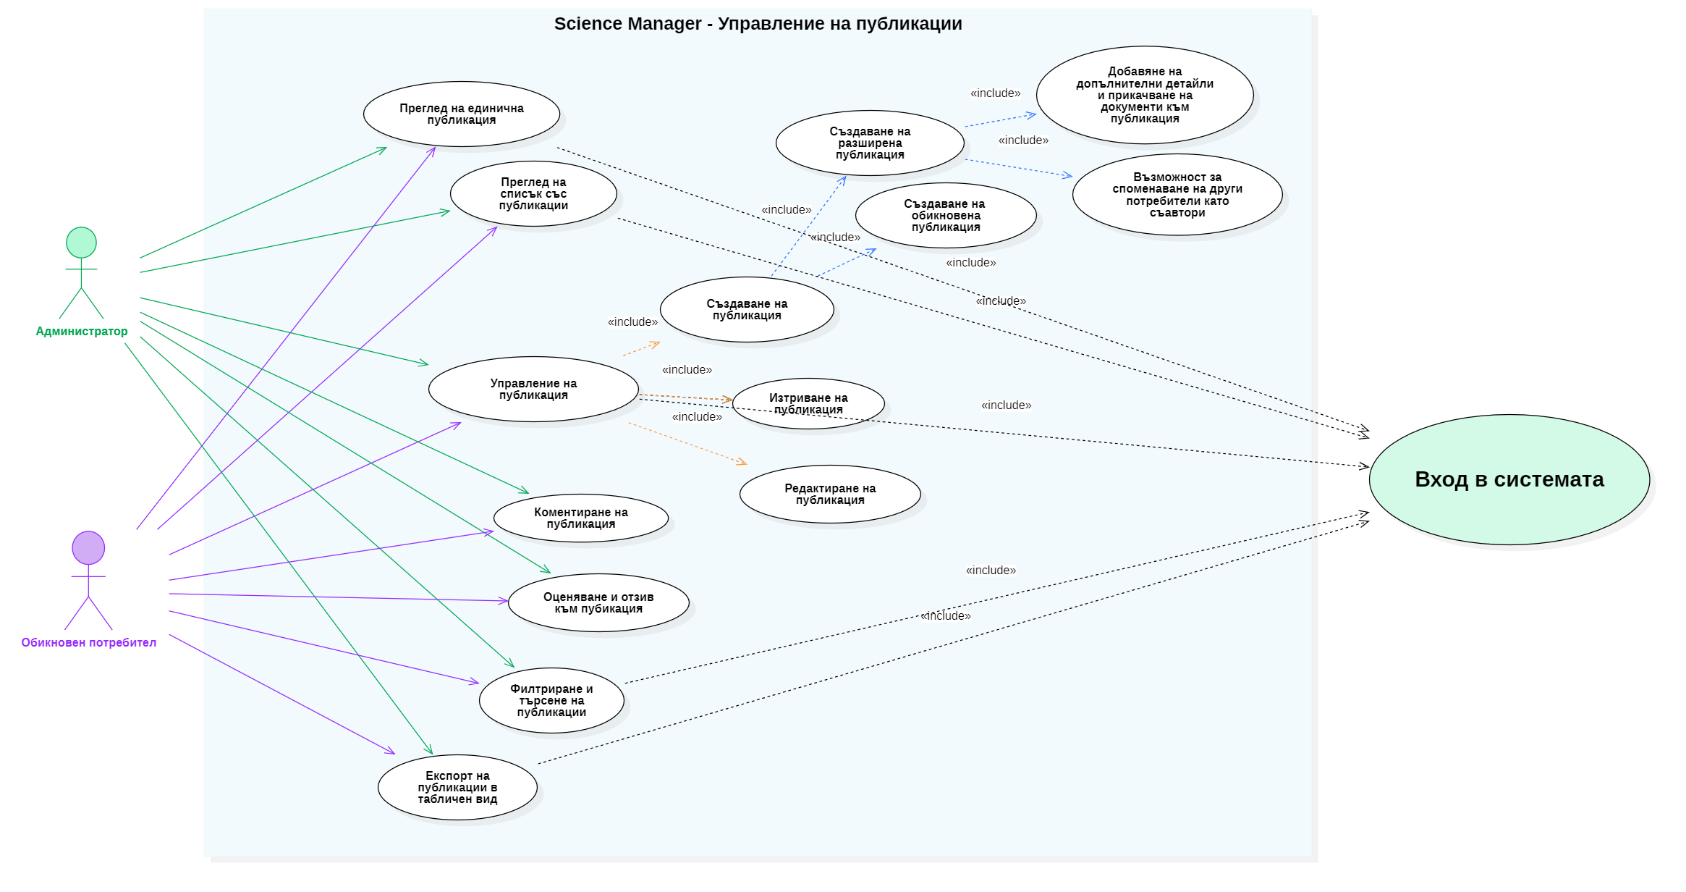 Science Manager - Управление на публикации
Преглед на единична
публикация
Преглед на
списък със
публикации
Създаване на
разширена
публикация
«include»
Добавяне на
допълнителни детайли
и прикачване на
документи към
публикация
«include»
Възможност за
споменаване на други
потребители като
съавтори
Създаване на
обикновена
публикация
«include»
«include»
«include»
«include»
Създаване на
публикация
«include»
Администратор
Управление на
публикация
«include»
Изтриване на
публикация
«include»
«include»
Редактиране на
публикация
Вход в системата
Коментиране на
публикация
Обикновен потребител
Оценяване и отзив
към пубикация
«include»
«include»
Филтриране и
търсене на
публикации
Експорт на
публикации в
табличен вид